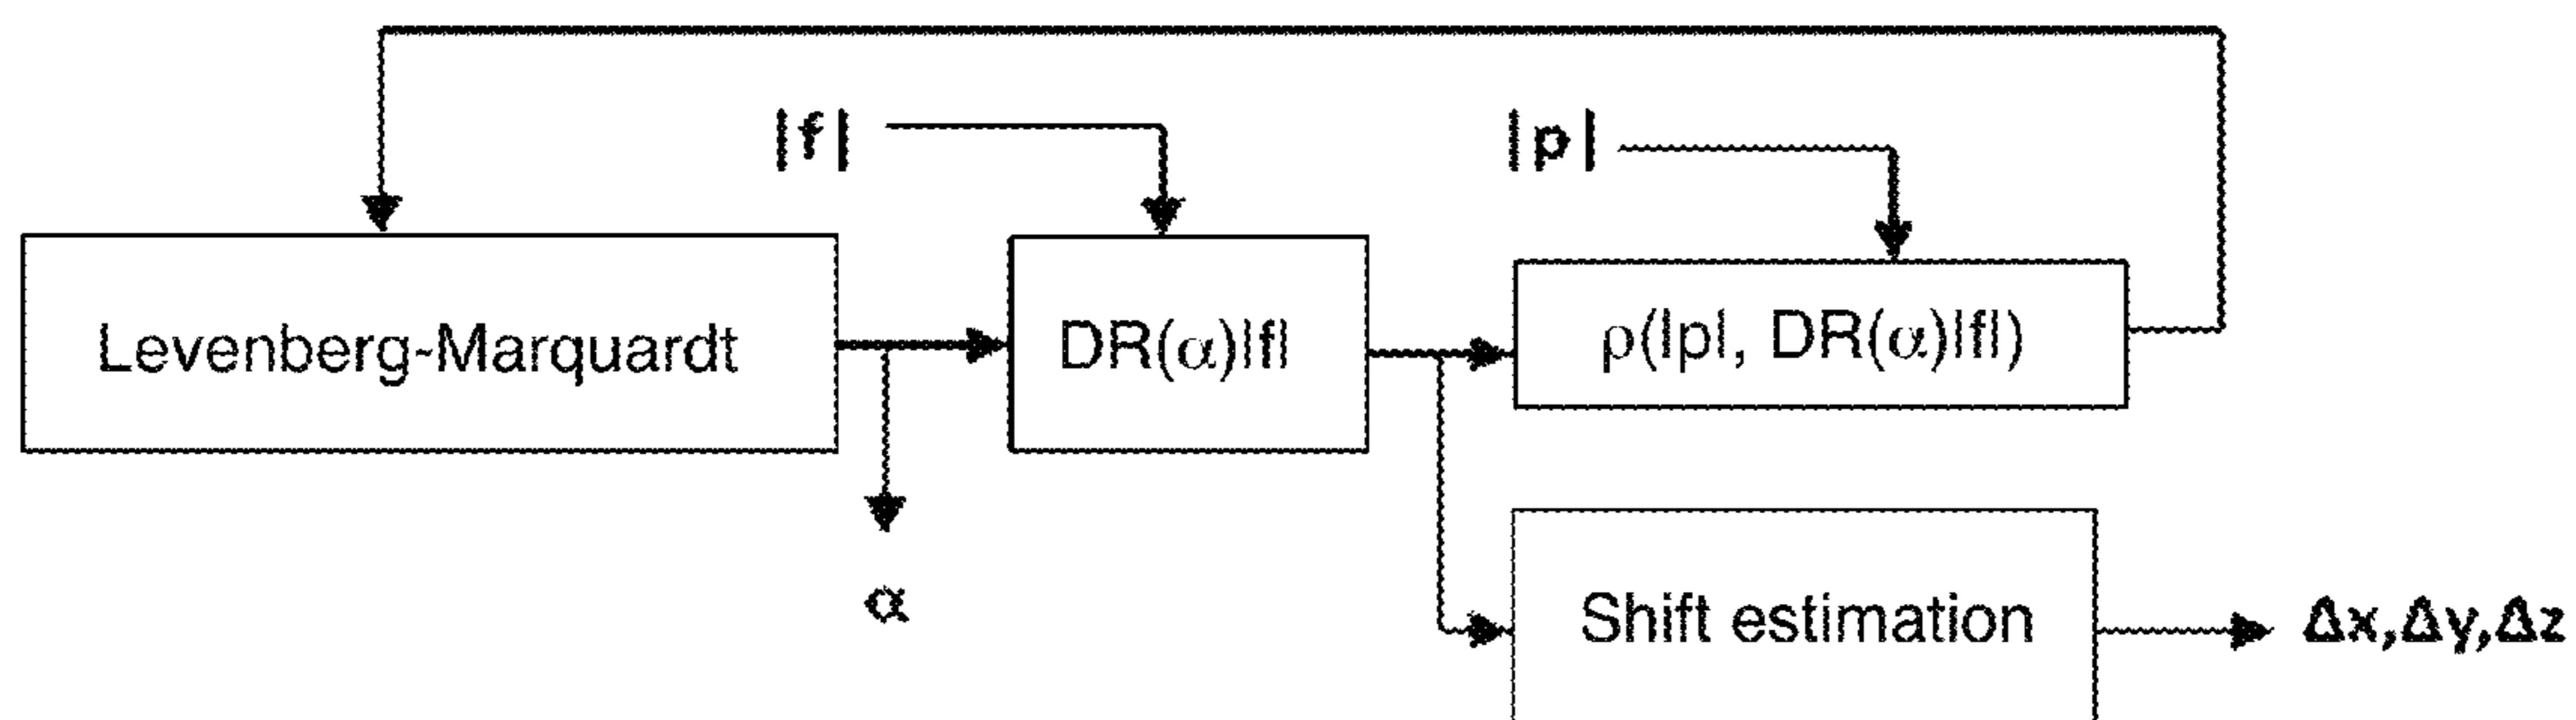 |f|
|p|
Levenberg-Marquardt
DR(α)|f|
ρ(|p|, DR(α)|f|)
α
Shift estimation
Δx,Δy,Δz